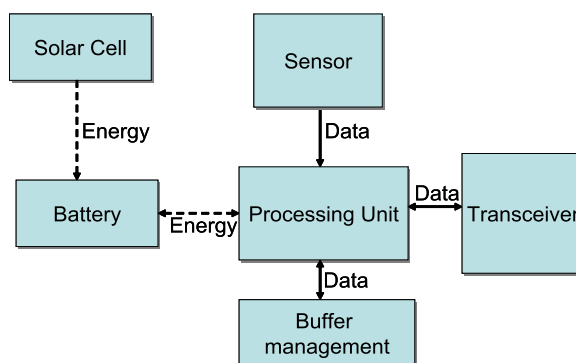 Solar Cell
Sensor
Energy
Data
Battery
Energy
Processing Unit
Data
Transceiver
Data
Buffer
management